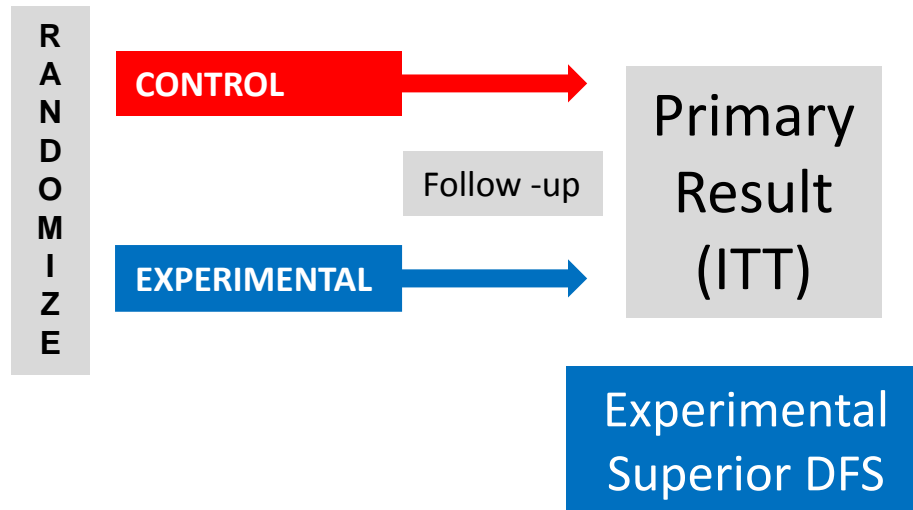 RANDOMIZE
CONTROL
Follow -up
EXPERIMENTAL
Primary
Result
(ITT)
Experimental
Superior DFS